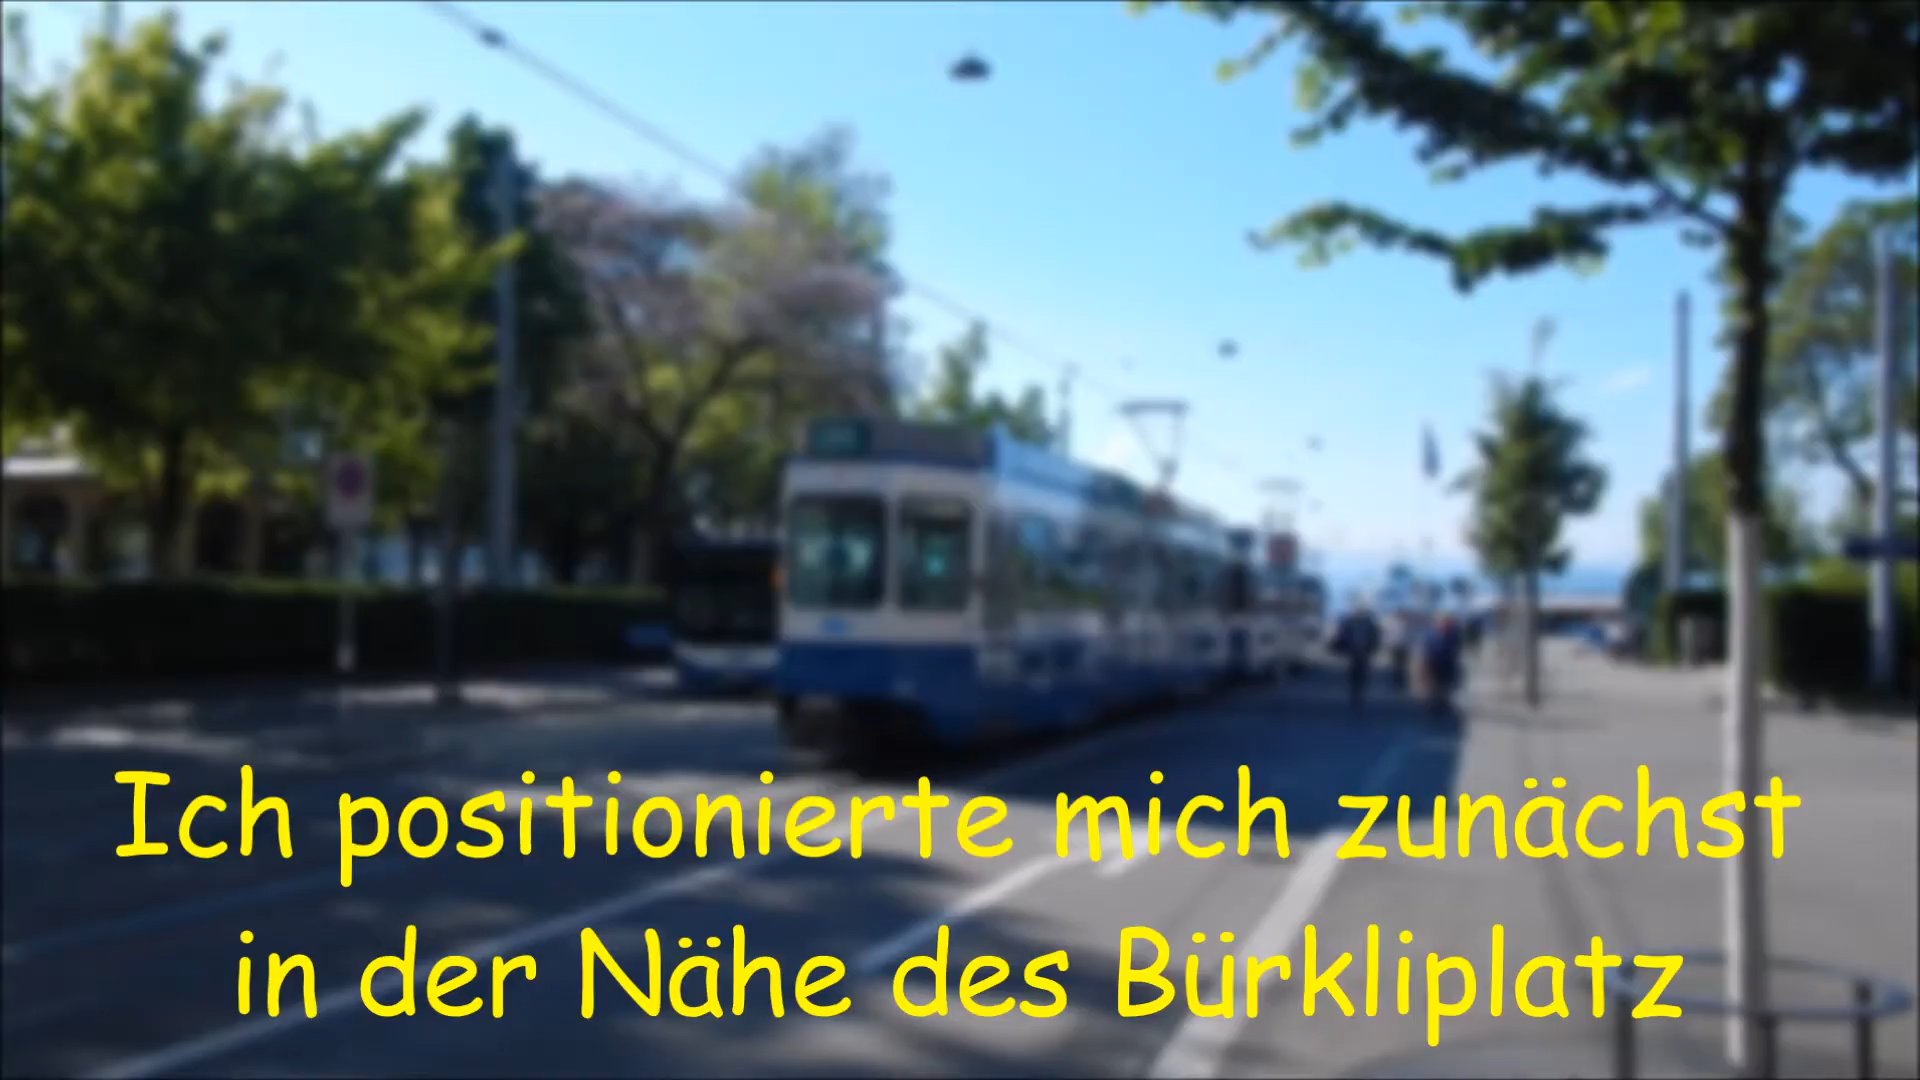 Ich positionierte mich zunächst
in der Nähe des Bürkliplatz